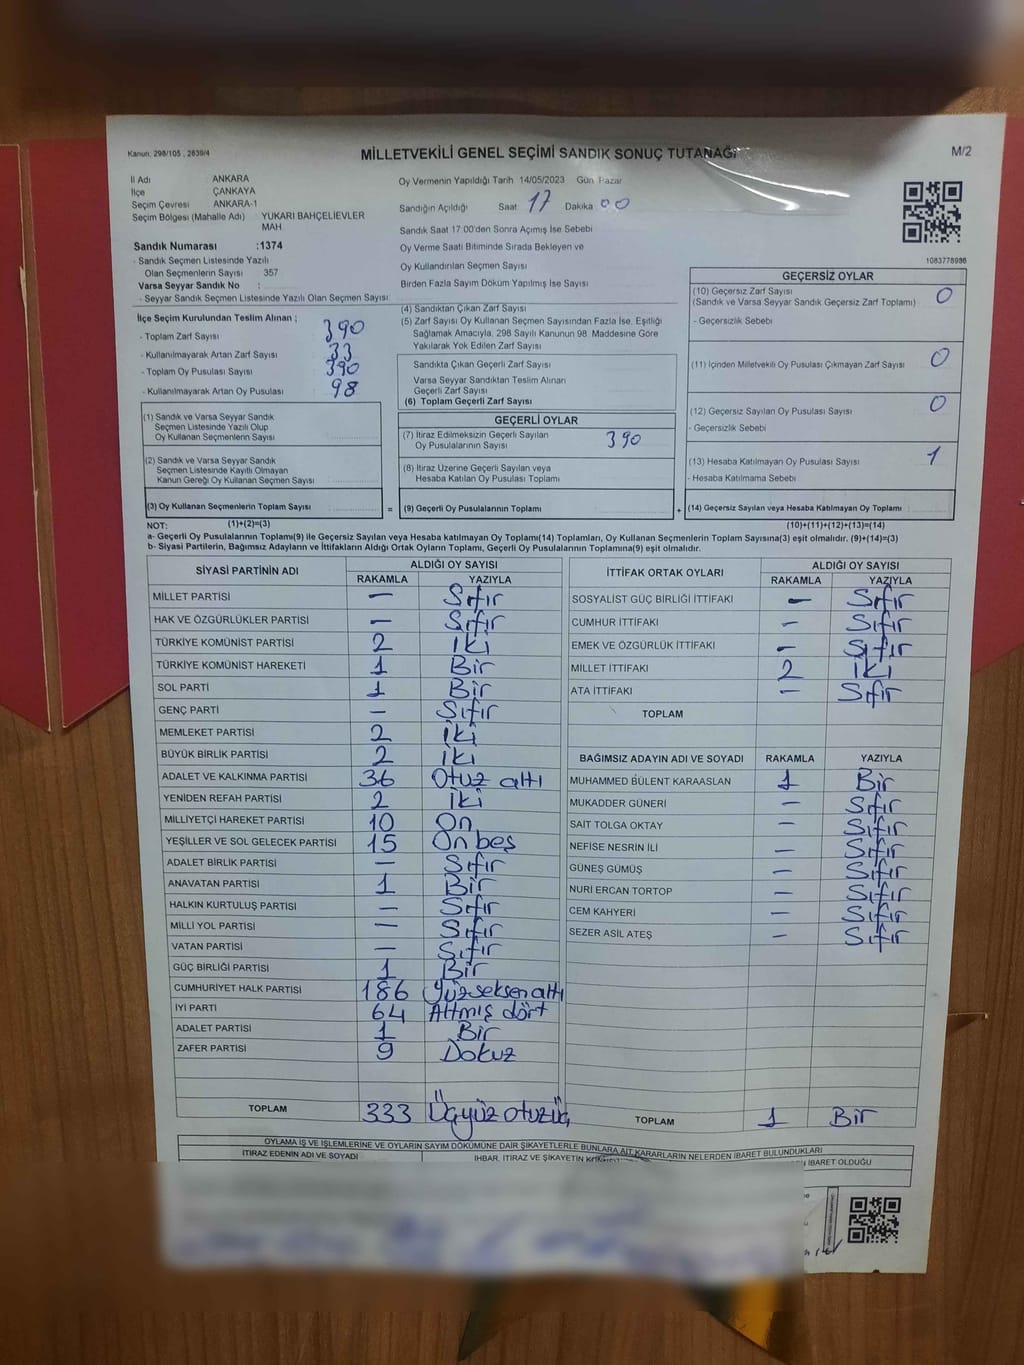 Kanun: 298/105 , 2839/4
MİLLETVEKİLİ GENEL SEÇİMİ SANDIK SONUÇ TUTANAĞI
M/2
İl Adı ANKARA
İlçe ÇANKAYA
Seçim Çevresi ANKARA-1
Seçim Bölgesi (Mahalle Adı) YUKARI BAHÇELİEVLER MAH
Sandık Numarası :1374
- Sandık Seçmen Listesinde Yazılı
Olan Seçmenlerin Sayısı 357
Varsa Seyyar Sandık No :
- Seyyar Sandık Seçmen Listesinde Yazılı Olan Seçmen Sayısı
Oy Vermenin Yapıldığı Tarih 14/05/2023 Gün Pazar
Sandığın Açıldığı Saat 17 Dakika 00
Sandık Saat 17:00'den Sonra Açımış İse Sebebi
Oy Verme Saati Bitiminde Sırada Bekleyen ve
Oy Kullandırılan Seçmen Sayısı
Birden Fazla Sayım Döküm Yapılmış İse Sayısı
1083778986
İlçe Seçim Kurulundan Teslim Alınan ;
- Toplam Zarf Sayısı : 390
- Kullanılmayarak Artan Zarf Sayısı : 33
- Toplam Oy Pusulası Sayısı : 390
- Kullanılmayarak Artan Oy Pusulası : 98
(1) Sandık ve Varsa Seyyar Sandık
Seçmen Listesinde Yazılı Olup
Oy Kullanan Seçmenlerin Sayısı
(2) Sandık ve Varsa Seyyar Sandık
Seçmen Listesinde Kayıtlı Olmayan
Kanun Gereği Oy Kullanan Seçmen Sayısı
(3) Oy Kullanan Seçmenlerin Toplam Sayısı
=
(4) Sandıktan Çıkan Zarf Sayısı
(5) Zarf Sayısı Oy Kullanan Seçmen Sayısından Fazla İse, Eşitliği
Sağlamak Amacıyla, 298 Sayılı Kanunun 98. Maddesine Göre
Yakılarak Yok Edilen Zarf Sayısı
Sandıkta Çıkan Geçerli Zarf Sayısı
Varsa Seyyar Sandıktan Teslim Alınan
Geçerli Zarf Sayısı
(6) Toplam Geçerli Zarf Sayısı
GEÇERLİ OYLAR
(7) İtiraz Edilmeksizin Geçerli Sayılan
Oy Pusulalarının Sayısı 390
(8) İtiraz Üzerine Geçerli Sayılan veya
Hesaba Katılan Oy Pusulası Toplamı
(9) Geçerli Oy Pusulalarının Toplamı
+
GEÇERSİZ OYLAR
(10) Geçersiz Zarf Sayısı 0
(Sandık ve Varsa Seyyar Sandık Geçersiz Zarf Toplamı)
- Geçersizlik Sebebi
(11) İçinden Milletvekili Oy Pusulası Çıkmayan Zarf Sayısı 0
(12) Geçersiz Sayılan Oy Pusulası Sayısı 0
- Geçersizlik Sebebi
(13) Hesaba Katılmayan Oy Pusulası Sayısı 1
- Hesaba Katılmama Sebebi
(14) Geçersiz Sayılan veya Hesaba Katılmayan Oy Toplamı
NOT: (1)+(2)=(3) (10)+(11)+(12)+(13)=(14)
a- Geçerli Oy Pusulalarının Toplamı(9) ile Geçersiz Sayılan veya Hesaba katılmayan Oy Toplamı(14) Toplamları, Oy Kullanan Seçmenlerin Toplam Sayısına(3) eşit olmalıdır. (9)+(14)=(3)
b- Siyasi Partilerin, Bağımsız Adayların ve İttifakların Aldığı Ortak Oyların Toplamı, Geçerli Oy Pusulalarının Toplamına(9) eşit olmalıdır.
SİYASİ PARTİNİN ADI ALDIĞI OY SAYISI
RAKAMLA YAZIYLA
MİLLET PARTİSİ — Sıfır
HAK VE ÖZGÜRLÜKLER PARTİSİ — Sıfır
TÜRKİYE KOMÜNİST PARTİSİ 2 İki
TÜRKİYE KOMÜNİST HAREKETİ 1 Bir
SOL PARTİ 1 Bir
GENÇ PARTİ — Sıfır
MEMLEKET PARTİSİ 2 İki
BÜYÜK BİRLİK PARTİSİ 2 İki
ADALET VE KALKINMA PARTİSİ 36 Otuz altı
YENİDEN REFAH PARTİSİ 2 İki
MİLLİYETÇİ HAREKET PARTİSİ 10 On
YEŞİLLER VE SOL GELECEK PARTİSİ 15 On beş
ADALET BİRLİK PARTİSİ — Sıfır
ANAVATAN PARTİSİ 1 Bir
HALKIN KURTULUŞ PARTİSİ — Sıfır
MİLLİ YOL PARTİSİ — Sıfır
VATAN PARTİSİ — Sıfır
GÜÇ BİRLİĞİ PARTİSİ 1 Bir
CUMHURİYET HALK PARTİSİ 186 Yüzseksenaltı
İYİ PARTİ 64 Altmış dört
ADALET PARTİSİ 1 Bir
ZAFER PARTİSİ 9 Dokuz
TOPLAM 333 Üçyüzotuzüç
İTTİFAK ORTAK OYLARI ALDIĞI OY SAYISI
RAKAMLA YAZIYLA
SOSYALİST GÜÇ BİRLİĞİ İTTİFAKI — Sıfır
CUMHUR İTTİFAKI — Sıfır
EMEK VE ÖZGÜRLÜK İTTİFAKI — Sıfır
MİLLET İTTİFAKI 2 İki
ATA İTTİFAKI — Sıfır
TOPLAM
BAĞIMSIZ ADAYIN ADI VE SOYADI RAKAMLA YAZIYLA
MUHAMMED BÜLENT KARAASLAN 1 Bir
MUKADDER GÜNERİ — Sıfır
SAİT TOLGA OKTAY — Sıfır
NEFİSE NESRİN İLİ — Sıfır
GÜNEŞ GÜMÜŞ — Sıfır
NURİ ERCAN TORTOP — Sıfır
CEM KAHYERİ — Sıfır
SEZER ASİL ATEŞ — Sıfır
TOPLAM 1 Bir
OYLAMA İŞ VE İŞLEMLERİNE VE OYLARIN SAYIM DÖKÜMÜNE DAİR ŞİKAYETLERLE BUNLARA AİT KARARLARIN NELERDEN İBARET BULUNDUKLARI
İTİRAZ EDENİN ADI VE SOYADI
İHBAR, İTİRAZ VE ŞİKAYETİN
İBARET OLDUĞU